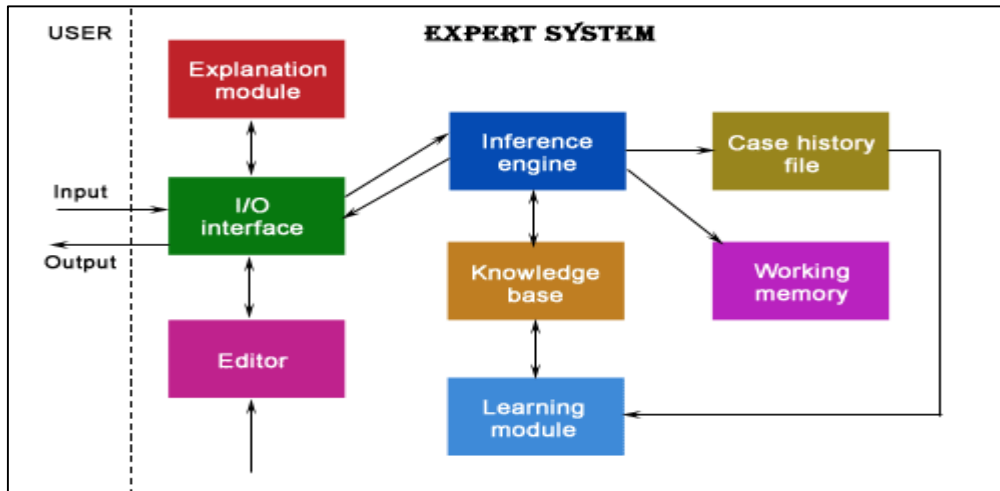 USER
EXPERT SYSTEM
Explanation
module
Inference
engine
Case history
file
Input
I/O
interface
Output
Knowledge
base
Working
memory
Editor
Learning
module